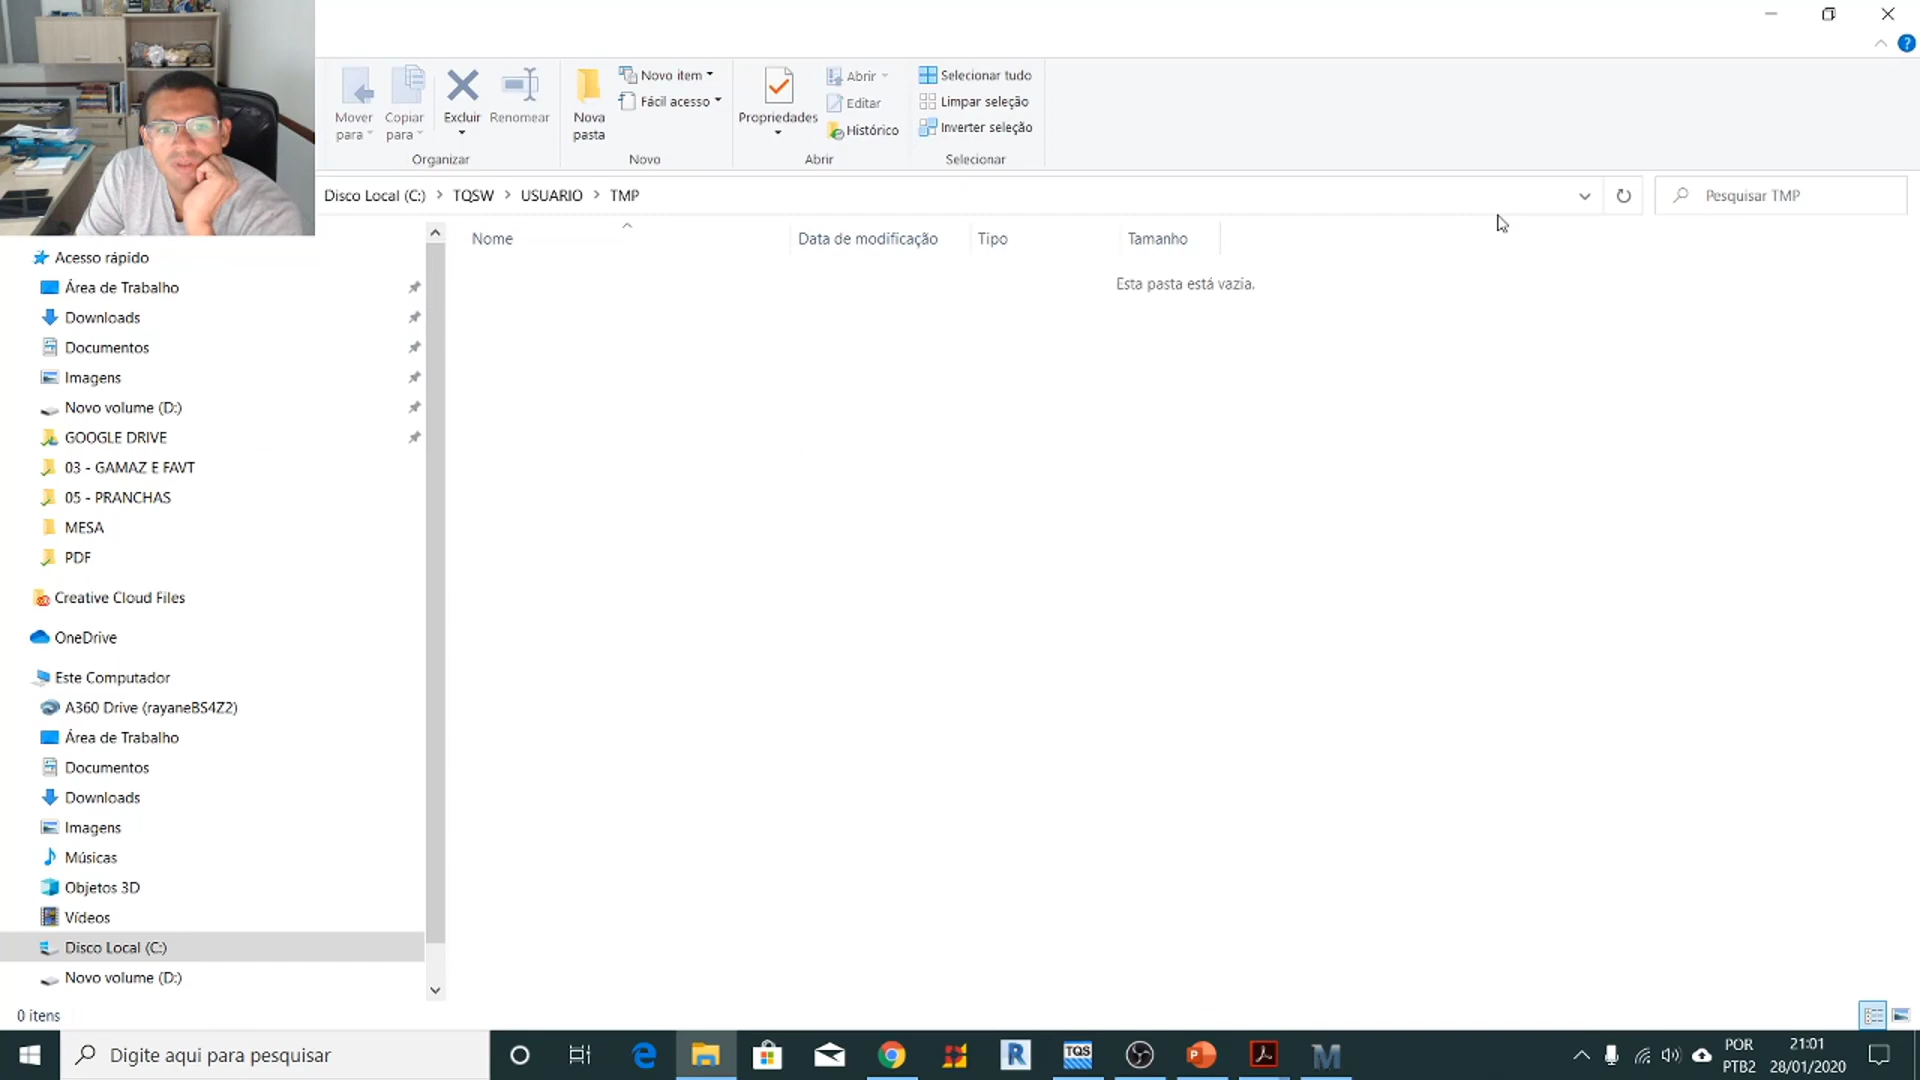 Mover para
Copiar para
Excluir
Renomear
Organizar
Nova pasta
Novo item
Fácil acesso
Novo
Propriedades
Abrir
Editar
Histórico
Abrir
Selecionar tudo
Limpar seleção
Inverter seleção
Selecionar
Disco Local (C:) > TQSW > USUARIO > TMP
Pesquisar TMP
Nome
Data de modificação
Tipo
Tamanho
Esta pasta está vazia.
Acesso rápido
Área de Trabalho
Downloads
Documentos
Imagens
Novo volume (D:)
GOOGLE DRIVE
03 - GAMAZ E FAVT
05 - PRANCHAS
MESA
PDF
Creative Cloud Files
OneDrive
Este Computador
A360 Drive (rayaneBS4Z2)
Área de Trabalho
Documentos
Downloads
Imagens
Músicas
Objetos 3D
Vídeos
Disco Local (C:)
Novo volume (D:)
0 itens
Digite aqui para pesquisar
TQS
POR
PTB2
21:01
28/01/2020